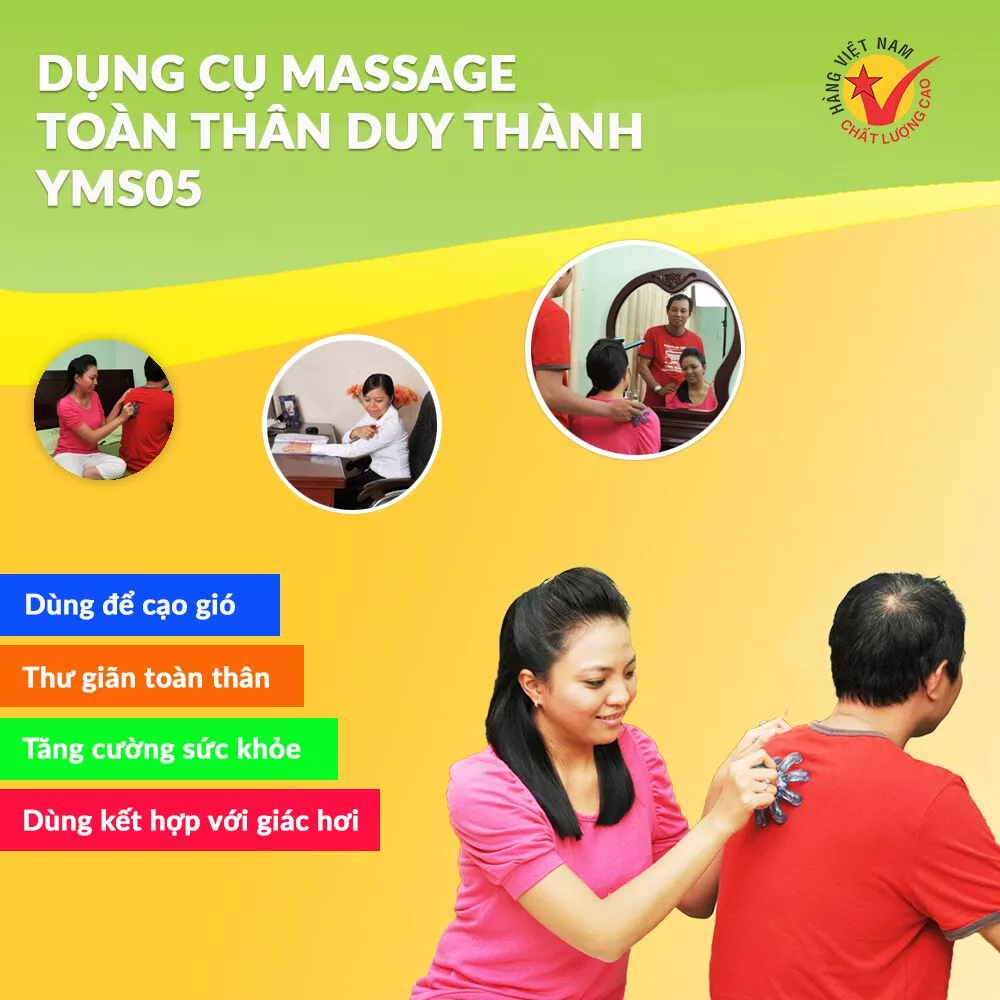 DỤNG CỤ MASSAGE
TOÀN THÂN DUY THÀNH
YMS05
HÀNG VIỆT NAM
CHẤT LƯỢNG CAO
Dùng để cạo gió
Thư giãn toàn thân
Tăng cường sức khỏe
Dùng kết hợp với giác hơi